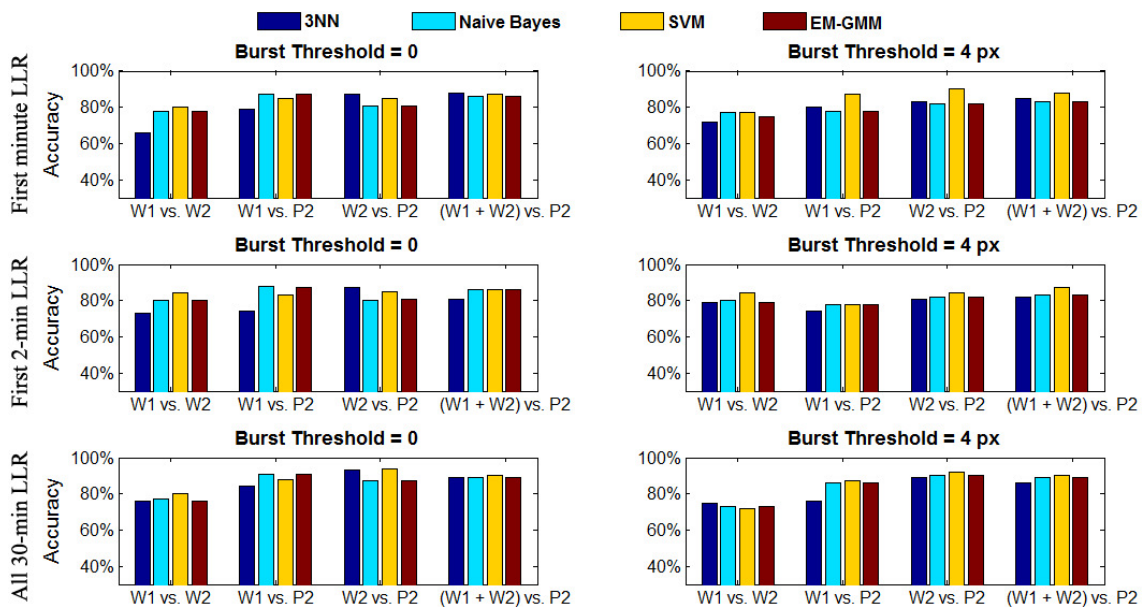 3NN Naive Bayes SVM EM-GMM
Burst Threshold = 0
First minute LLR
Accuracy
100%
80%
60%
40%
W1 vs. W2 W1 vs. P2 W2 vs. P2 (W1 + W2) vs. P2
Burst Threshold = 4 px
Accuracy
100%
80%
60%
40%
W1 vs. W2 W1 vs. P2 W2 vs. P2 (W1 + W2) vs. P2
Burst Threshold = 0
First 2-min LLR
Accuracy
100%
80%
60%
40%
W1 vs. W2 W1 vs. P2 W2 vs. P2 (W1 + W2) vs. P2
Burst Threshold = 4 px
Accuracy
100%
80%
60%
40%
W1 vs. W2 W1 vs. P2 W2 vs. P2 (W1 + W2) vs. P2
Burst Threshold = 0
All 30-min LLR
Accuracy
100%
80%
60%
40%
W1 vs. W2 W1 vs. P2 W2 vs. P2 (W1 + W2) vs. P2
Burst Threshold = 4 px
Accuracy
100%
80%
60%
40%
W1 vs. W2 W1 vs. P2 W2 vs. P2 (W1 + W2) vs. P2